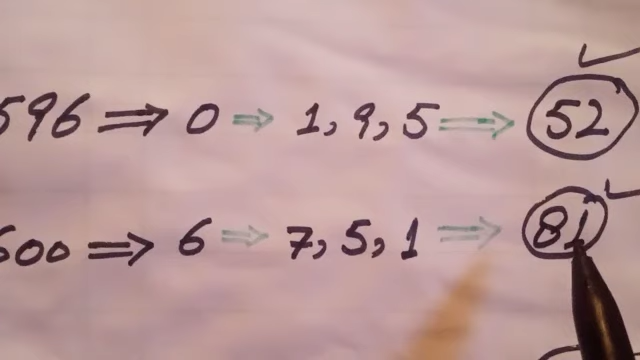 596 ⇒ 0 ⇒ 1, 9, 5 ⇒ 52
600 ⇒ 6 ⇒ 7, 5, 1 ⇒ 81